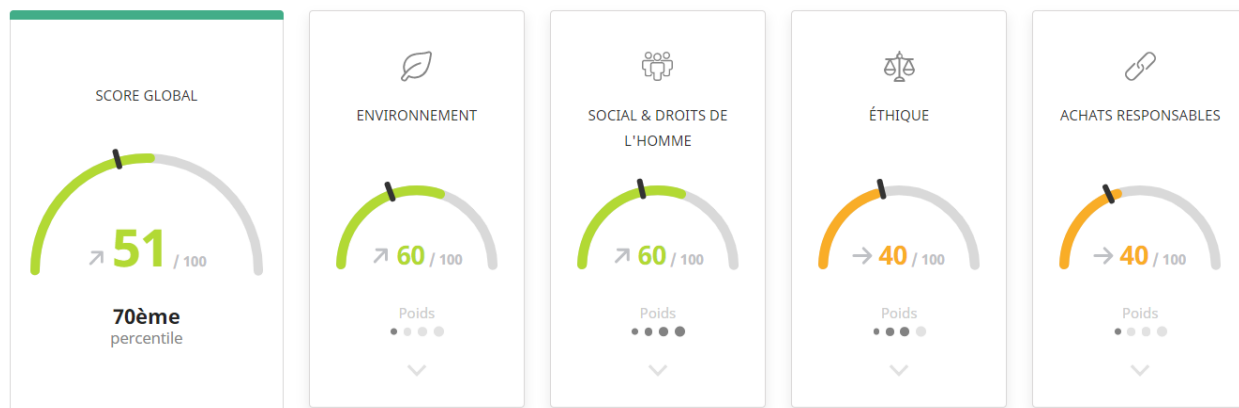 SCORE GLOBAL
51 / 100
70ème
percentile
ENVIRONNEMENT
60 / 100
Poids
SOCIAL & DROITS DE
L'HOMME
60 / 100
Poids
ÉTHIQUE
40 / 100
Poids
ACHATS RESPONSABLES
40 / 100
Poids